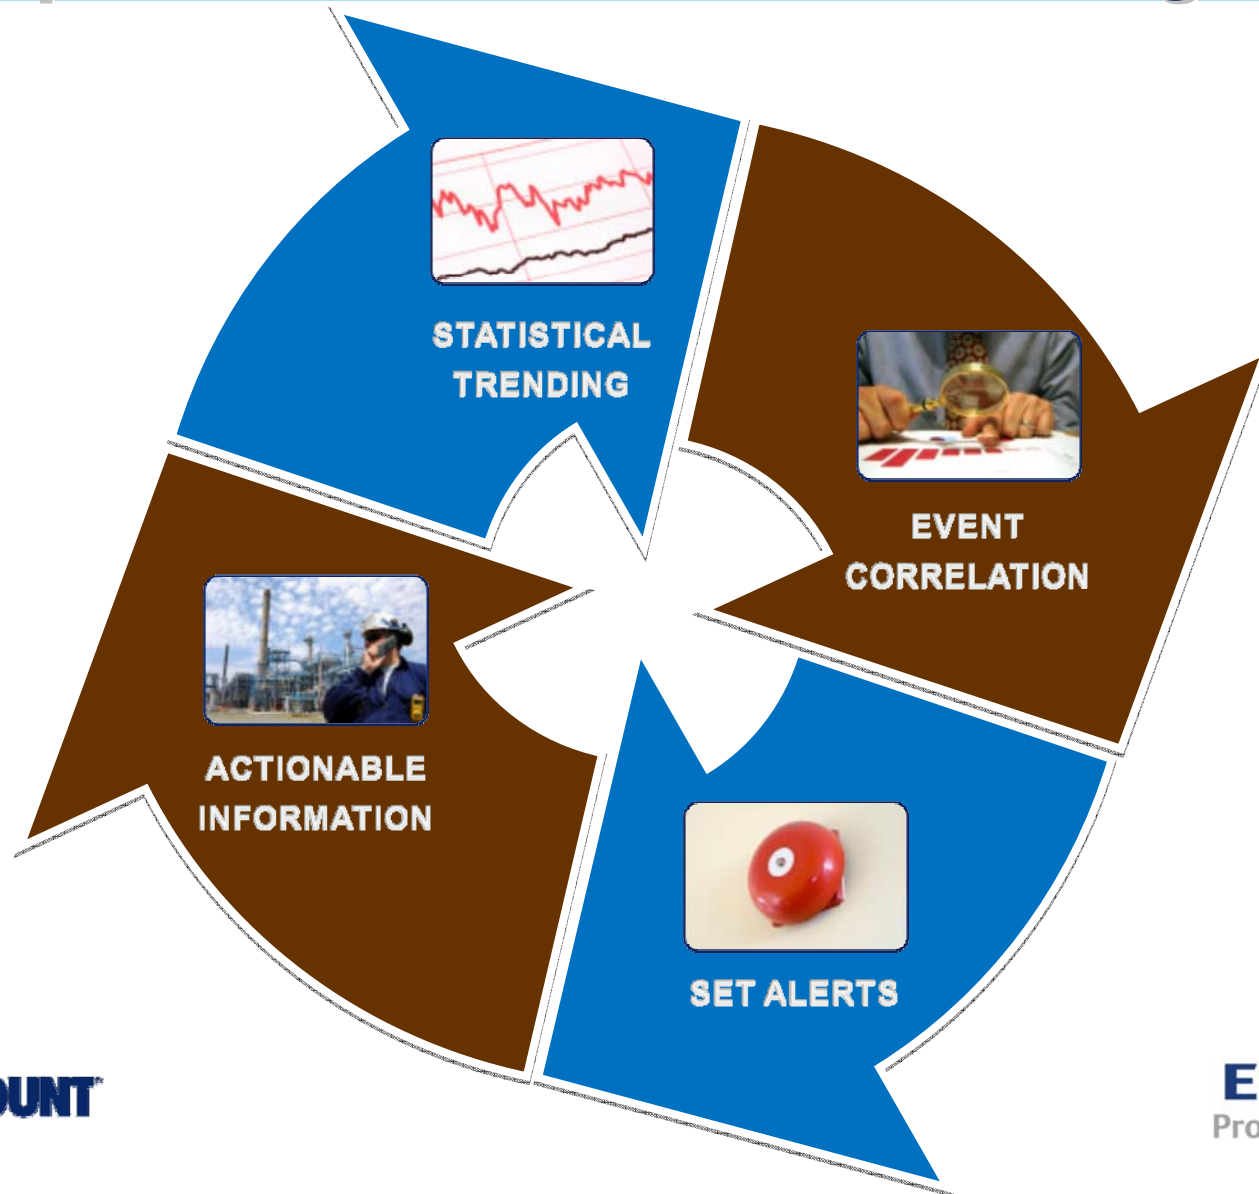 STATISTICAL
TRENDING
EVENT
CORRELATION
ACTIONABLE
INFORMATION
SET ALERTS